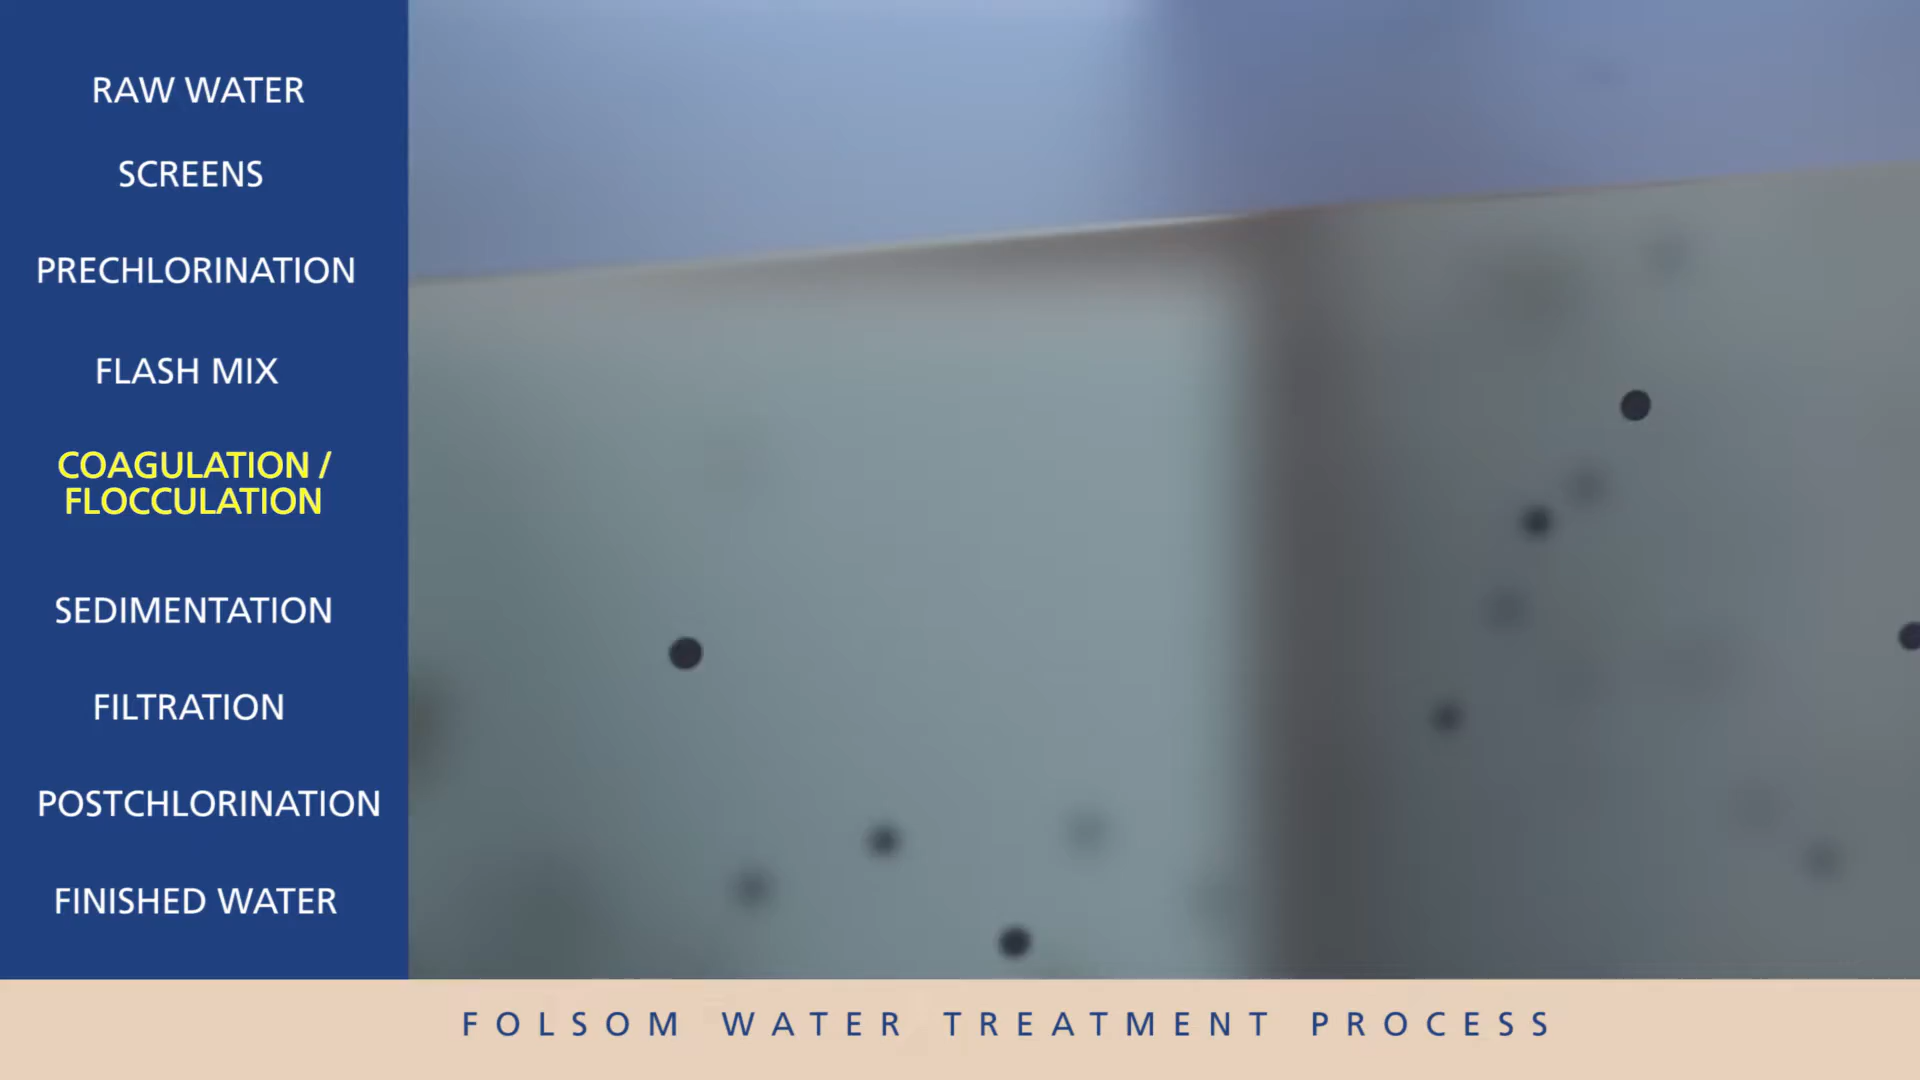 RAW WATER
SCREENS
PRECHLORINATION
FLASH MIX
COAGULATION /
FLOCCULATION
SEDIMENTATION
FILTRATION
POSTCHLORINATION
FINISHED WATER
FOLSOM WATER TREATMENT PROCESS